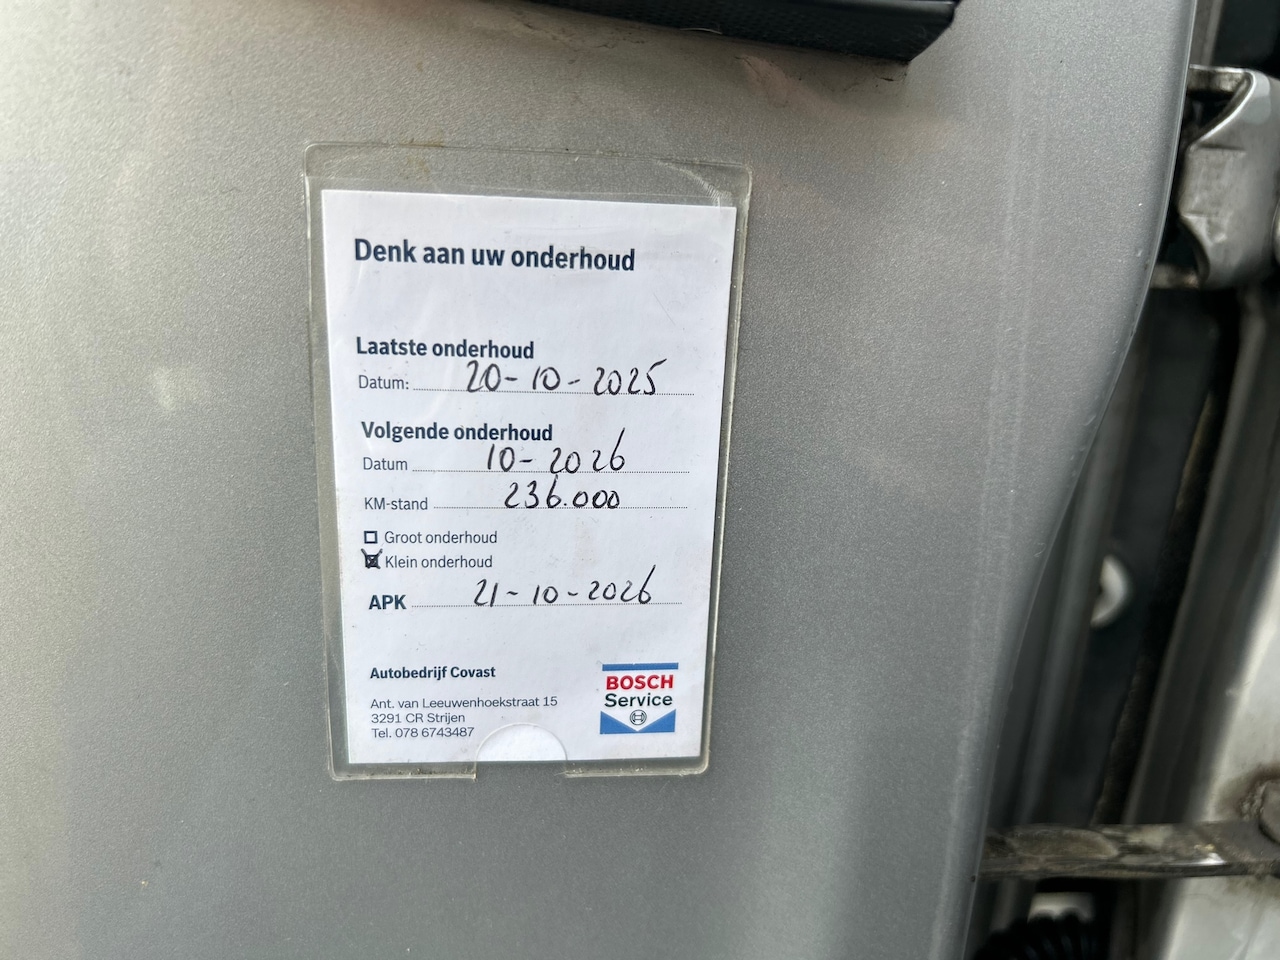 Denk aan uw onderhoud
Laatste onderhoud
Datum: 20-10-2025
Volgende onderhoud
Datum 10-2026
KM-stand 236.000
Groot onderhoud
Klein onderhoud
APK 21-10-2026
Autobedrijf Covast
Ant. van Leeuwenhoekstraat 15
3291 CR Strijen
Tel. 078 6743487
BOSCH
Service